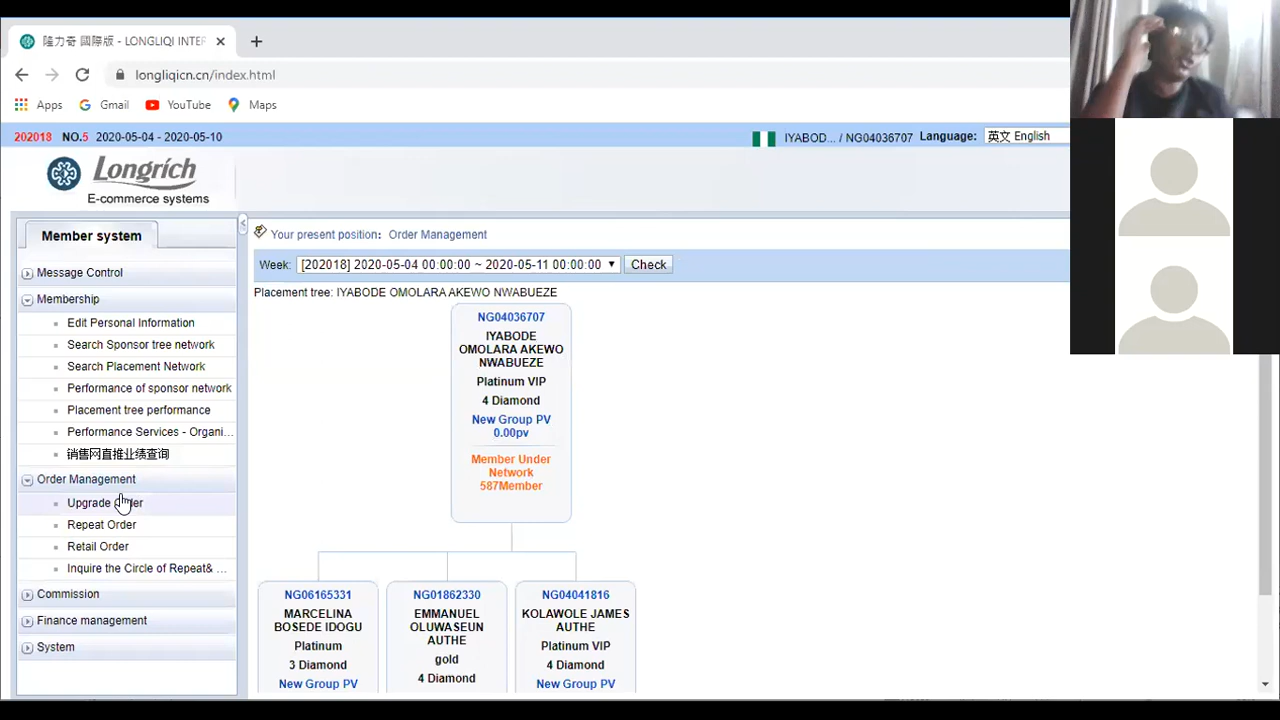 隆力奇 國際版 - LONGLIQI INTER
longliqicn.cn/index.html
Apps
Gmail
YouTube
Maps
202018 NO.5 2020-05-04 - 2020-05-10
IYABOD... / NG04036707
Language:
英文 English
Longrich
E-commerce systems
Member system
Message Control
Membership
Edit Personal Information
Search Sponsor tree network
Search Placement Network
Performance of sponsor network
Placement tree performance
Performance Services - Organi...
销售网直推业绩查询
Order Management
Upgrade Order
Repeat Order
Retail Order
Inquire the Circle of Repeat& ...
Commission
Finance management
System
Your present position: Order Management
Week: [202018] 2020-05-04 00:00:00 ~ 2020-05-11 00:00:00 Check
Placement tree: IYABODE OMOLARA AKEWO NWABUEZE
NG04036707
IYABODE
OMOLARA AKEWO
NWABUEZE
Platinum VIP
4 Diamond
New Group PV
0.00pv
Member Under
Network
587Member
NG06165331
MARCELINA
BOSEDE IDOGU
Platinum
3 Diamond
New Group PV
NG01862330
EMMANUEL
OLUWASEUN
AUTHE
gold
4 Diamond
NG04041816
KOLAWOLE JAMES
AUTHE
Platinum VIP
4 Diamond
New Group PV